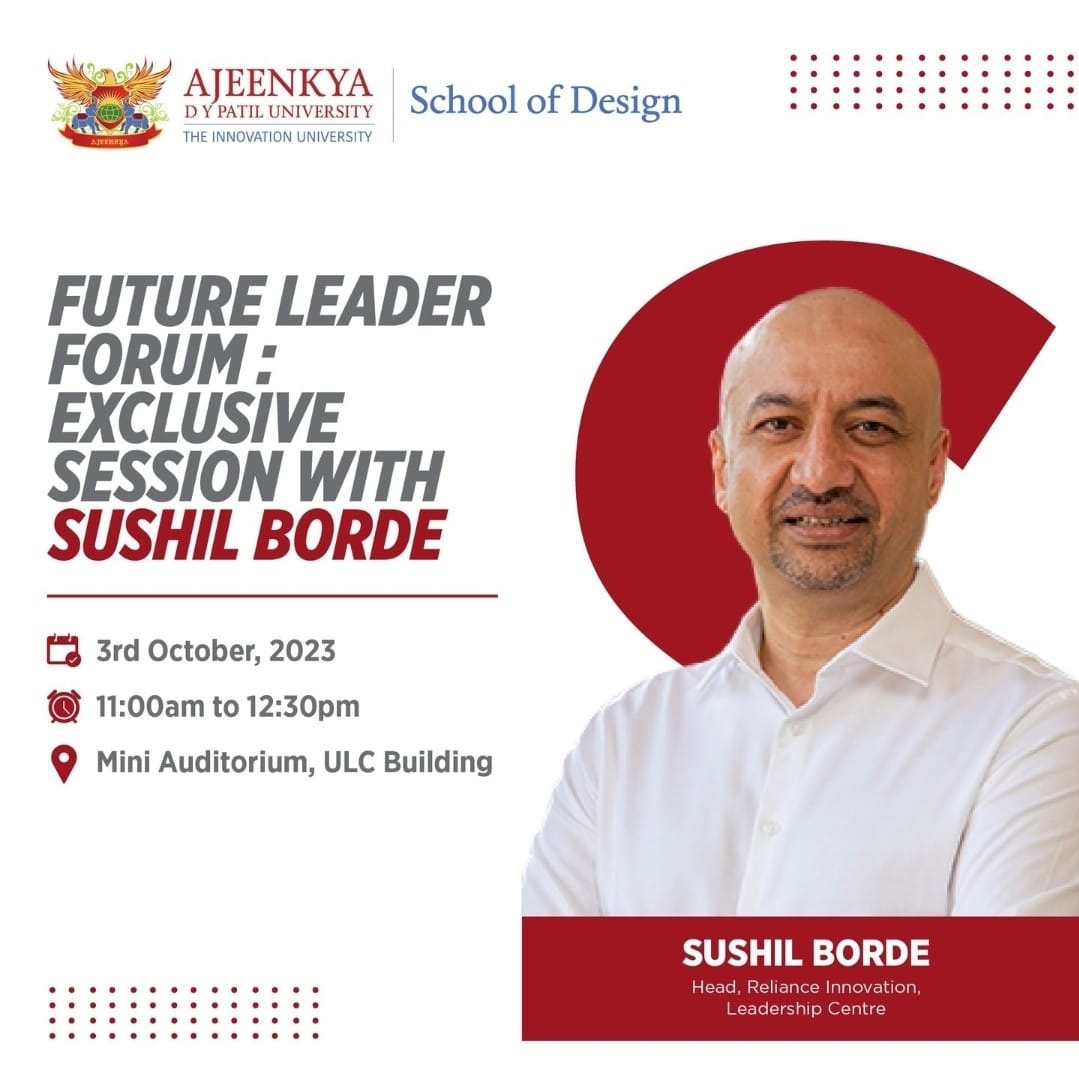 AJEENKYA
D Y PATIL UNIVERSITY
THE INNOVATION UNIVERSITY
AJEENKYA
School of Design
FUTURE LEADER
FORUM :
EXCLUSIVE
SESSION WITH
SUSHIL BORDE
3rd October, 2023
11:00am to 12:30pm
Mini Auditorium, ULC Building
SUSHIL BORDE
Head, Reliance Innovation,
Leadership Centre